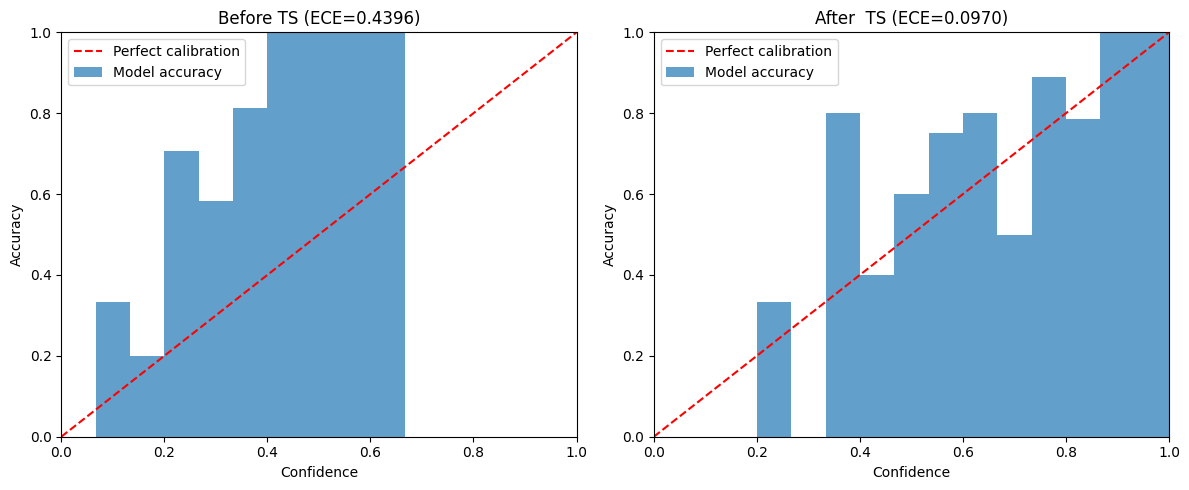 Before TS (ECE=0.4396)
Perfect calibration
Model accuracy
1.0
0.8
0.6
0.4
0.2
0.0
Accuracy
0.0 0.2 0.4 0.6 0.8 1.0
Confidence
After  TS (ECE=0.0970)
Perfect calibration
Model accuracy
1.0
0.8
0.6
0.4
0.2
0.0
Accuracy
0.0 0.2 0.4 0.6 0.8 1.0
Confidence